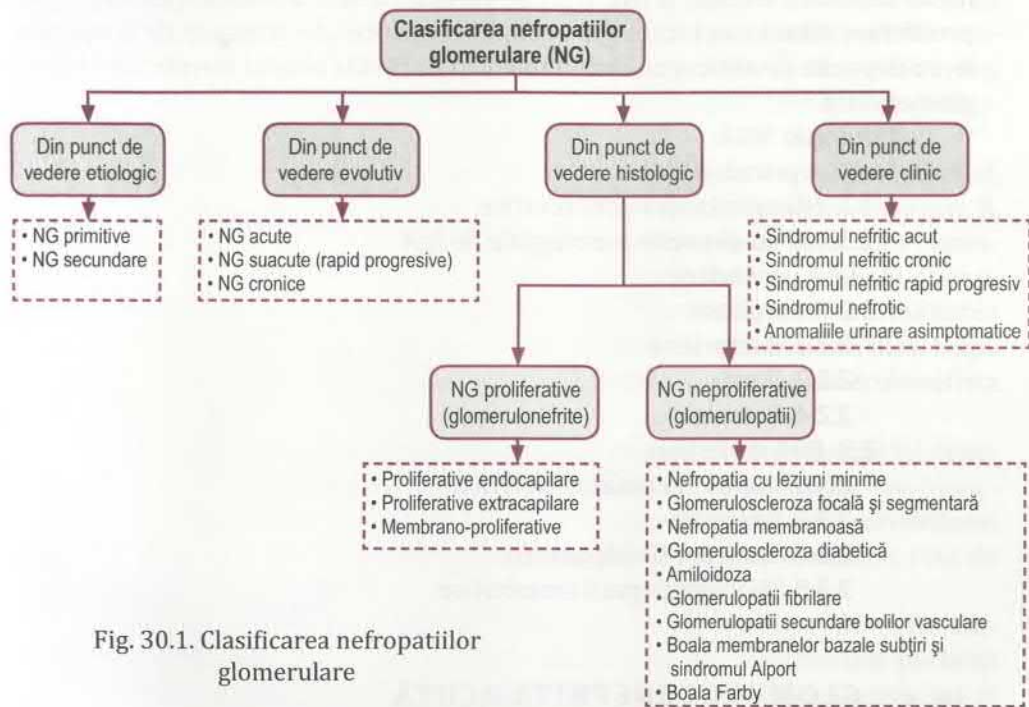 Clasificarea nefropatiilor
glomerulare (NG)
Din punct de
vedere etiologic
• NG primitive
• NG secundare
Din punct de
vedere evolutiv
• NG acute
• NG suacute (rapid progresive)
• NG cronice
Din punct de
vedere histologic
Din punct de
vedere clinic
• Sindromul nefritic acut
• Sindromul nefritic cronic
• Sindromul nefritic rapid progresiv
• Sindromul nefrotic
• Anomaliile urinare asimptomatice
NG proliferative
(glomerulonefrite)
• Proliferative endocapilare
• Proliferative extracapilare
• Membrano-proliferative
NG neproliferative
(glomerulopatii)
• Nefropatia cu leziuni minime
• Glomeruloscleroza focală şi segmentară
• Nefropatia membranoasă
• Glomeruloscleroza diabetică
• Amiloidoza
• Glomerulopatii fibrilare
• Glomerulopatii secundare bolilor vasculare
• Boala membranelor bazale subţiri şi
sindromul Alport
• Boala Farby
Fig. 30.1. Clasificarea nefropatiilor
glomerulare